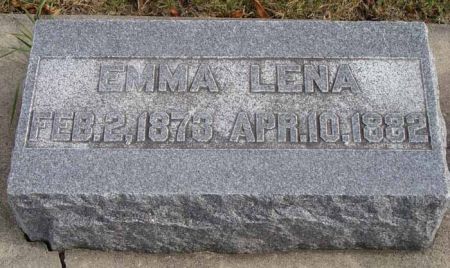 EMMA LENA
FEB. 2, 1873 APR. 10, 1882